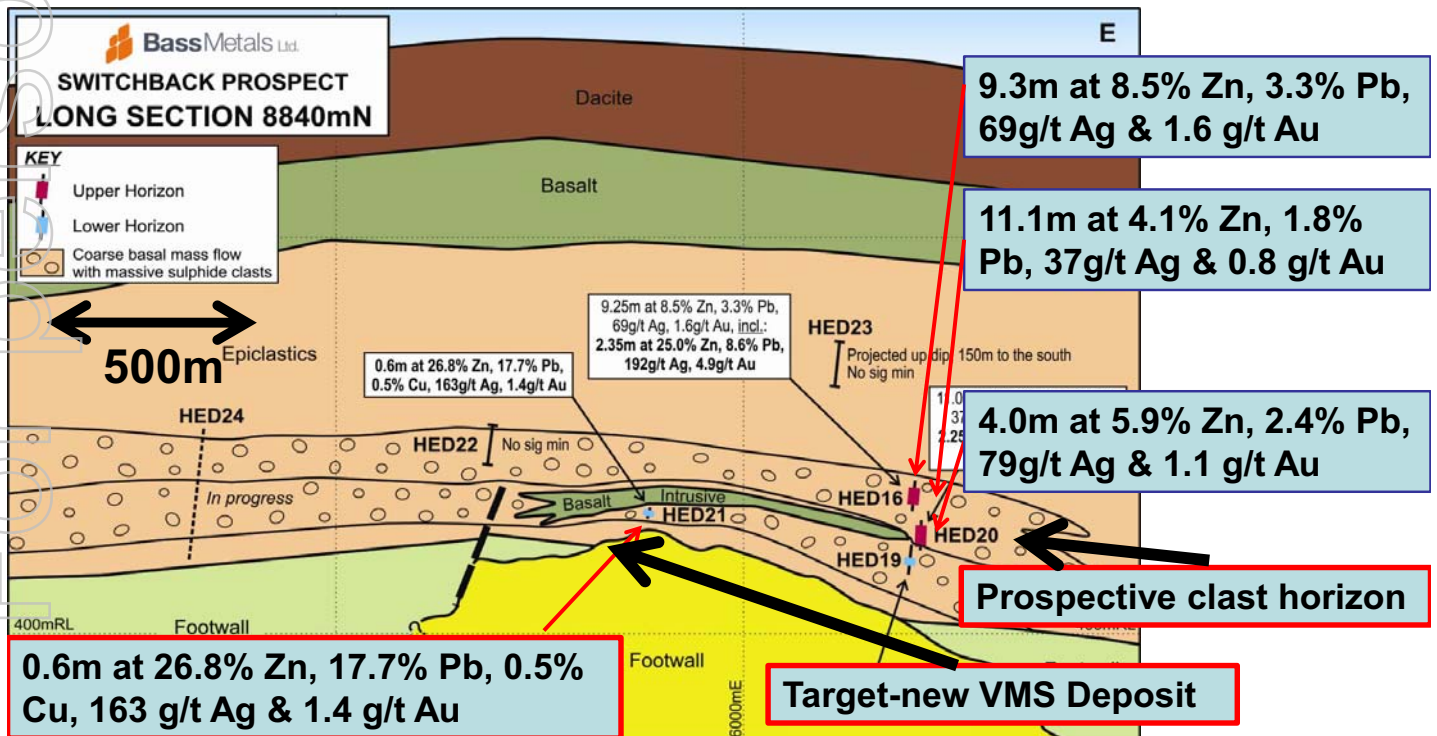 BassMetals Ltd.
SWITCHBACK PROSPECT
LONG SECTION 8840mN
E
KEY
Upper Horizon
Lower Horizon
Coarse basal mass flow
with massive sulphide clasts
500m
Dacite
Basalt
Epiclastics
9.3m at 8.5% Zn, 3.3% Pb,
69g/t Ag & 1.6 g/t Au
11.1m at 4.1% Zn, 1.8%
Pb, 37g/t Ag & 0.8 g/t Au
9.25m at 8.5% Zn, 3.3% Pb,
69g/t Ag, 1.6g/t Au, incl.:
2.35m at 25.0% Zn, 8.6% Pb,
192g/t Ag, 4.9g/t Au
HED23
Projected up dip 150m to the south
No sig min
0.6m at 26.8% Zn, 17.7% Pb,
0.5% Cu, 163g/t Ag, 1.4g/t Au
4.0m at 5.9% Zn, 2.4% Pb,
79g/t Ag & 1.1 g/t Au
HED24
HED22
No sig min
In progress
Basalt
Intrusive
HED21
HED16
HED20
HED19
Prospective clast horizon
400mRL
Footwall
Footwall
6000mE
0.6m at 26.8% Zn, 17.7% Pb, 0.5%
Cu, 163 g/t Ag & 1.4 g/t Au
Target-new VMS Deposit